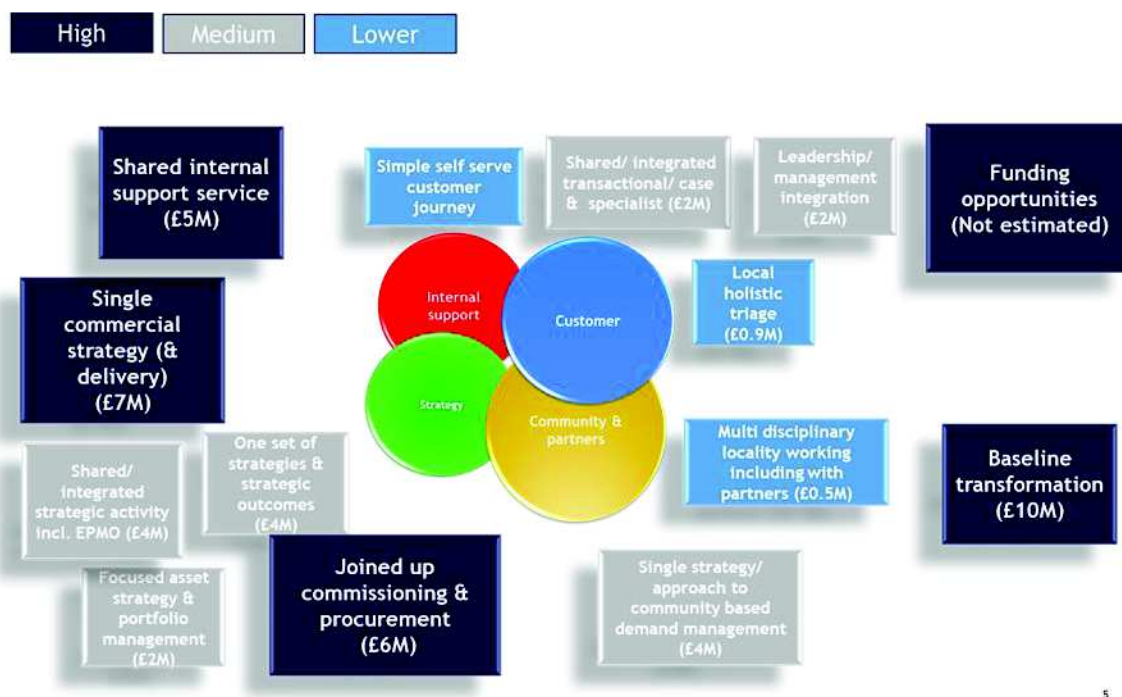 High
Medium
Lower
Shared internal
support service
(£5M)
Simple self serve
customer
journey
Shared/ integrated
transactional/ case
& specialist (£2M)
Leadership/
management
integration
(£2M)
Funding
opportunities
(Not estimated)
Single
commercial
strategy (&
delivery)
(£7M)
Internal
support
Customer
Local
holistic
triage
(£0.9M)
Strategy
Community &
partners
Shared/
integrated
strategic activity
incl. EPMO (£4M)
One set of
strategies &
strategic
outcomes
(£4M)
Multi disciplinary
locality working
including with
partners (£0.5M)
Baseline
transformation
(£10M)
Focused asset
strategy &
portfolio
management
(£2M)
Joined up
commissioning &
procurement
(£6M)
Single strategy/
approach to
community based
demand management
(£4M)
5